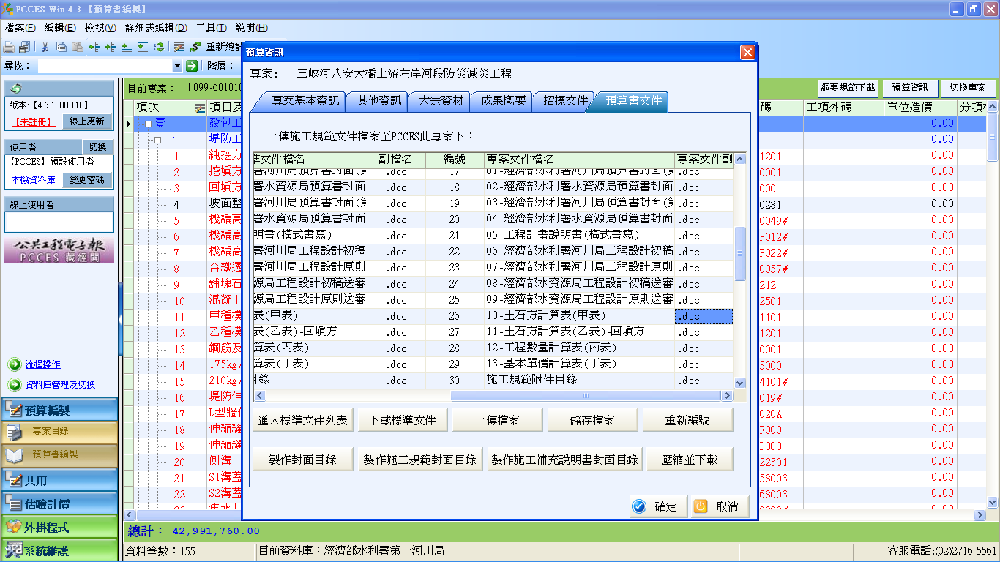 PCCES Win 4.3 【預算書編製】
檔案(F) 編輯(E) 檢視(V) 詳細表編輯(D) 工具(T) 說明(H)
重新總計
尋找：
階層：
版本:【4.3.1000.118】
【未註冊】 線上更新
使用者 切換
【PCCES】預設使用者
本機資料庫 變更密碼
線上使用者
公共工程電子報
PCCES 藏經閣
流程操作
資料庫管理及切換
預算編製
專案目錄
預算書編製
共用
估驗計價
外掛程式
系統維護
目前專案： 【099-C01010
綱要規範下載 預算資訊 切換專案
項次 項目及 碼 工項外碼 單位造價 分項
壹 發包工 0.00
一 堤防工 0.00
1 純挖方 1201 0.00
2 挖填方 0001 0.00
3 回填方 000 0.00
4 坡面整 0281 0.00
5 機編高 0049# 0.00
6 機編高 P012# 0.00
7 機編高 P022# 0.00
8 合織透 0057# 0.00
9 舖塊石 212 0.00
10 混凝土 2501 0.00
11 甲種模 1101 0.00
12 乙種模 1201 0.00
13 鋼筋及 0001 0.00
14 175kg 3000 0.00
15 210kg 4101# 0.00
16 堤防伸 019# 0.00
17 L型牆 020A 0.00
18 伸縮縫 F000 0.00
19 伸縮縫 D000 0.00
20 側溝 22301 0.00
21 S1溝蓋 58003 0.00
22 S2溝蓋 68003 0.00
預算資訊
專案： 三峽河八安大橋上游左岸河段防災減災工程
專案基本資訊 其他資訊 大宗資材 成果概要 招標文件 預算書文件
上傳施工規範文件檔案至PCCES此專案下：
文件檔名 副檔名 編號 專案文件檔名 專案文件副
署河川局預算書封面(第 .doc 17 01-經濟部水利署河川局預算書封面(第 .doc
署水資源局預算書封面 .doc 18 02-經濟部水利署水資源局預算書封面 .doc
署河川局預算書封面( .doc 19 03-經濟部水利署河川局預算書封面( .doc
署水資源局預算書封面 .doc 20 04-經濟部水利署水資源局預算書封面 .doc
明書(橫式書寫) .doc 21 05-工程計畫說明書(橫式書寫) .doc
署河川局工程設計初稿 .doc 22 06-經濟部水利署河川局工程設計初稿 .doc
署河川局工程設計原則 .doc 23 07-經濟部水利署河川局工程設計原則 .doc
源局工程設計初稿送審 .doc 24 08-經濟部水資源局工程設計初稿送審 .doc
源局工程設計原則送審 .doc 25 09-經濟部水資源局工程設計原則送審 .doc
表(甲表) .doc 26 10-土石方計算表(甲表) .doc
表(乙表)-回填方 .doc 27 11-土石方計算表(乙表)-回填方 .doc
算表(丙表) .doc 28 12-工程數量計算表(丙表) .doc
算表(丁表) .doc 29 13-基本單價計算表(丁表) .doc
目錄 .doc 30 施工規範附件目錄 .doc
匯入標準文件列表 下載標準文件 上傳檔案 儲存檔案 重新編號
製作封面目錄 製作施工規範封面目錄 製作施工補充說明書封面目錄 壓縮並下載
確定 取消
總計： 42,991,760.00
資料筆數：155 目前資料庫：經濟部水利署第十河川局 客服電話:(02)2716-5561